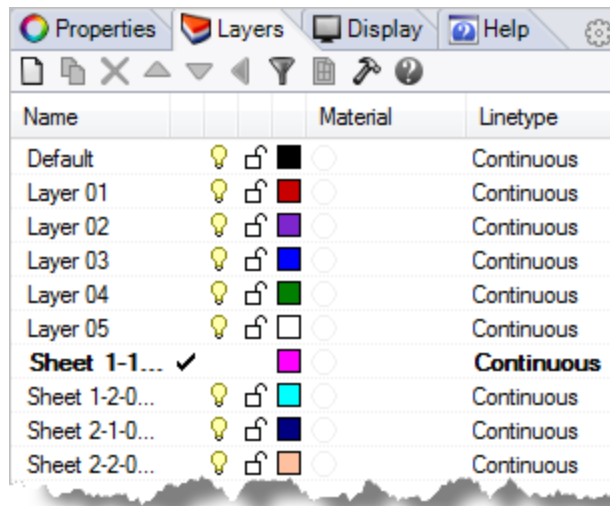 Properties Layers Display Help
Name Material Linetype
Default Continuous
Layer 01 Continuous
Layer 02 Continuous
Layer 03 Continuous
Layer 04 Continuous
Layer 05 Continuous
Sheet 1-1... Continuous
Sheet 1-2-0... Continuous
Sheet 2-1-0... Continuous
Sheet 2-2-0... Continuous